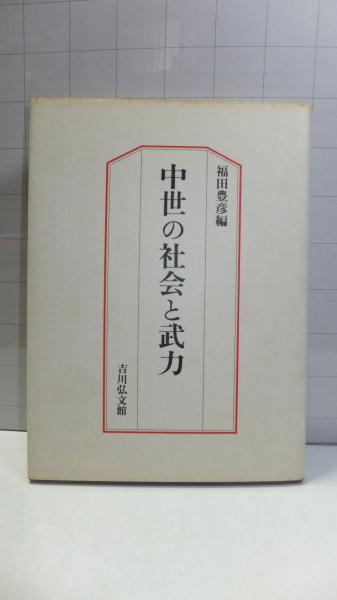 福田豊彦編
中世の社会と武力
吉川弘文館